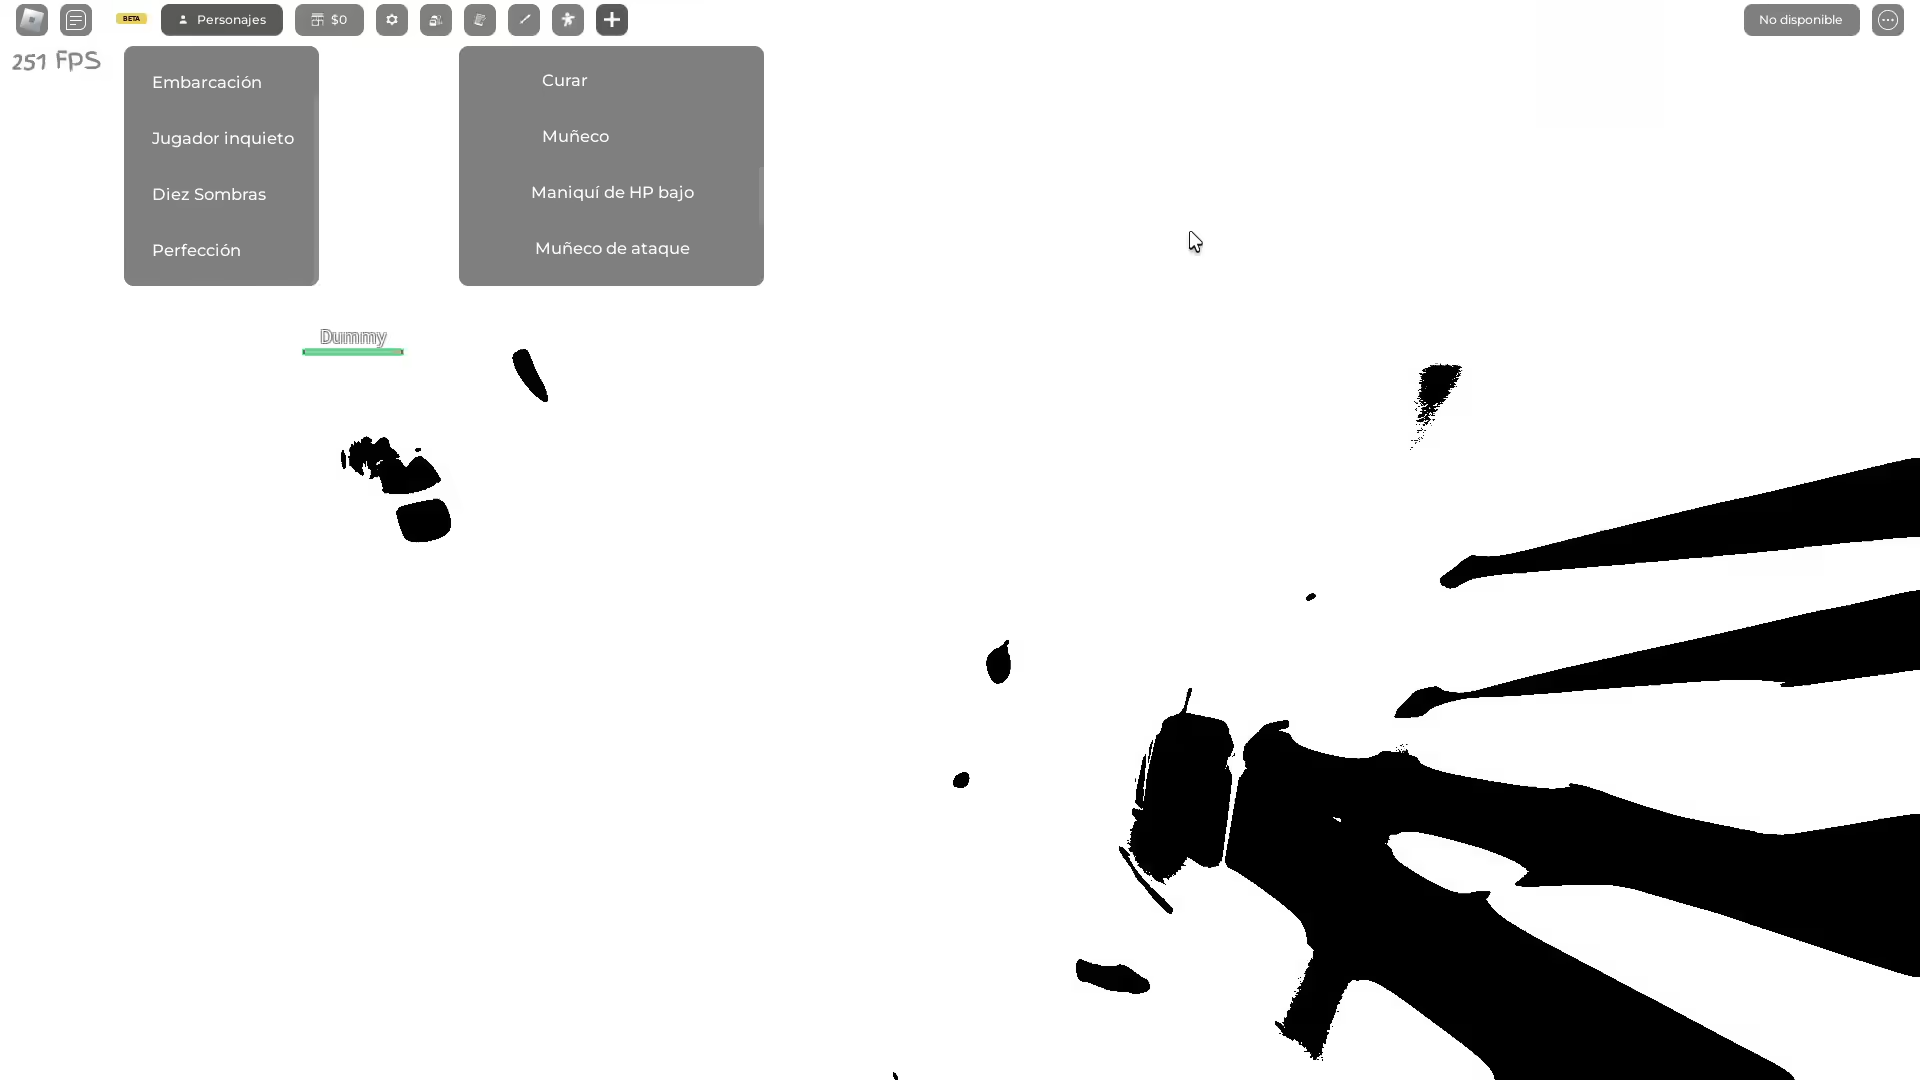 BETA
Personajes
$0
No disponible
251 FPS
Embarcación
Jugador inquieto
Diez Sombras
Perfección
Curar
Muñeco
Maniquí de HP bajo
Muñeco de ataque
Dummy